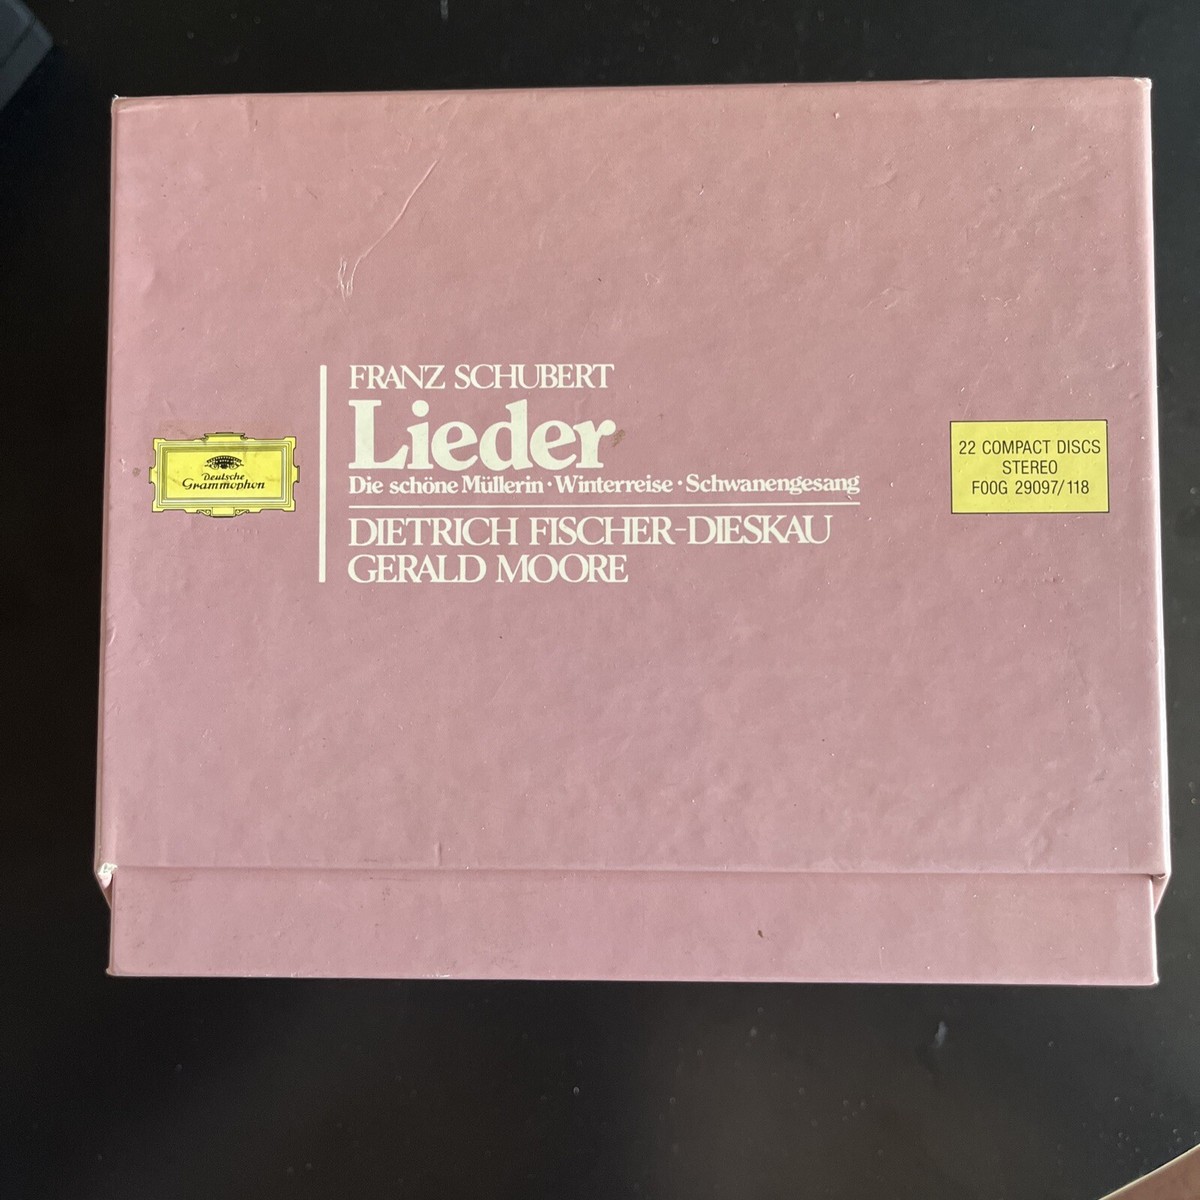 Deutsche
Grammophon
FRANZ SCHUBERT
Lieder
Die schöne Müllerin · Winterreise · Schwanengesang
DIETRICH FISCHER-DIESKAU
GERALD MOORE
22 COMPACT DISCS
STEREO
F00G 29097/118